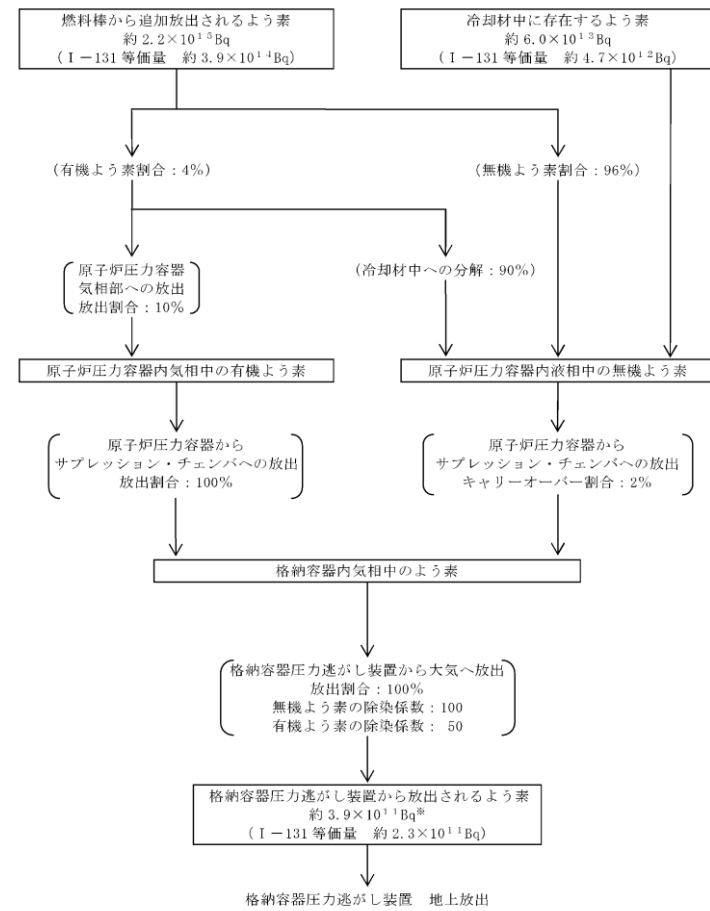 燃料棒から追加放出されるよう素
約 2.2×10¹⁵Bq
(Ⅰ－131 等価量 約 3.9×10¹⁴Bq)
冷却材中に存在するよう素
約 6.0×10¹³Bq
(Ⅰ－131 等価量 約 4.7×10¹²Bq)
(有機よう素割合：4%)
(無機よう素割合：96%)
原子炉圧力容器
気相部への放出
放出割合：10%
(冷却材中への分解：90%)
原子炉圧力容器内気相中の有機よう素
原子炉圧力容器内液相中の無機よう素
原子炉圧力容器から
サプレッション・チェンバへの放出
放出割合：100%
原子炉圧力容器から
サプレッション・チェンバへの放出
キャリーオーバー割合：2%
格納容器内気相中のよう素
格納容器圧力逃がし装置から大気へ放出
放出割合：100%
無機よう素の除染係数：100
有機よう素の除染係数： 50
格納容器圧力逃がし装置から放出されるよう素
約 3.9×10¹¹Bq※
(Ⅰ－131 等価量 約 2.3×10¹¹Bq)
格納容器圧力逃がし装置 地上放出